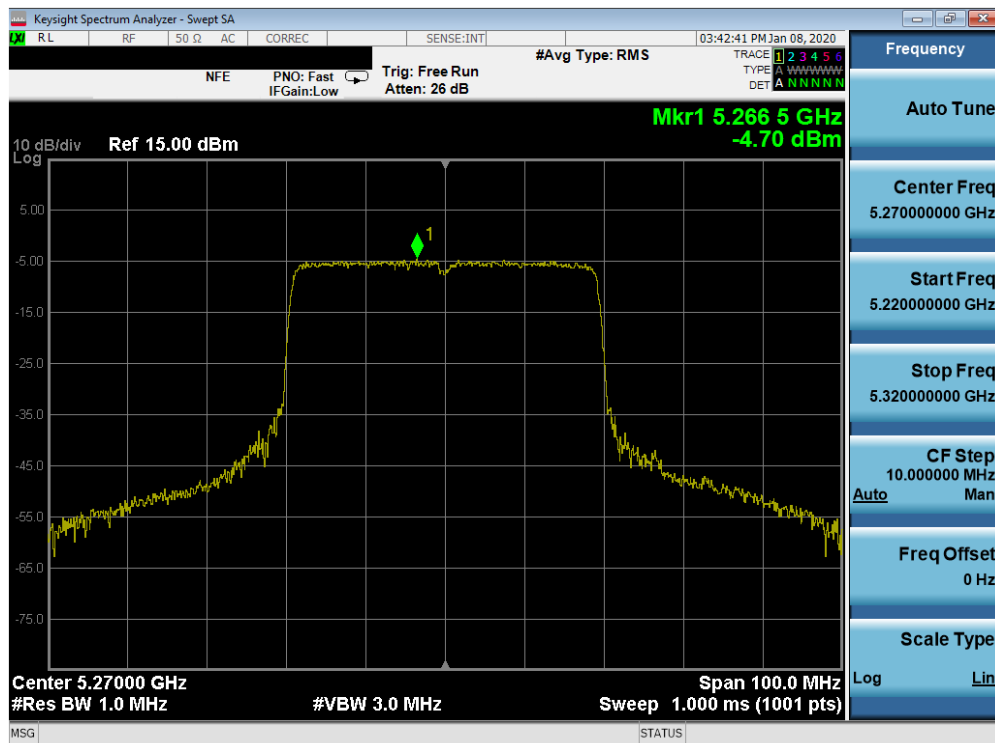 Keysight Spectrum Analyzer - Swept SA
LXI RL RF 50 Ω AC CORREC SENSE:INT 03:42:41 PM Jan 08, 2020
#Avg Type: RMS TRACE 1 2 3 4 5 6
NFE PNO: Fast Trig: Free Run TYPE A WWWWW
IFGain:Low Atten: 26 dB DET A N N N N N
Mkr1 5.266 5 GHz
-4.70 dBm
10 dB/div Ref 15.00 dBm
Log
5.00
1
-5.00
-15.0
-25.0
-35.0
-45.0
-55.0
-65.0
-75.0
Center 5.27000 GHz Span 100.0 MHz
#Res BW 1.0 MHz #VBW 3.0 MHz Sweep 1.000 ms (1001 pts)
MSG STATUS
Frequency
Auto Tune
Center Freq
5.270000000 GHz
Start Freq
5.220000000 GHz
Stop Freq
5.320000000 GHz
CF Step
10.000000 MHz
Auto Man
Freq Offset
0 Hz
Scale Type
Log Lin